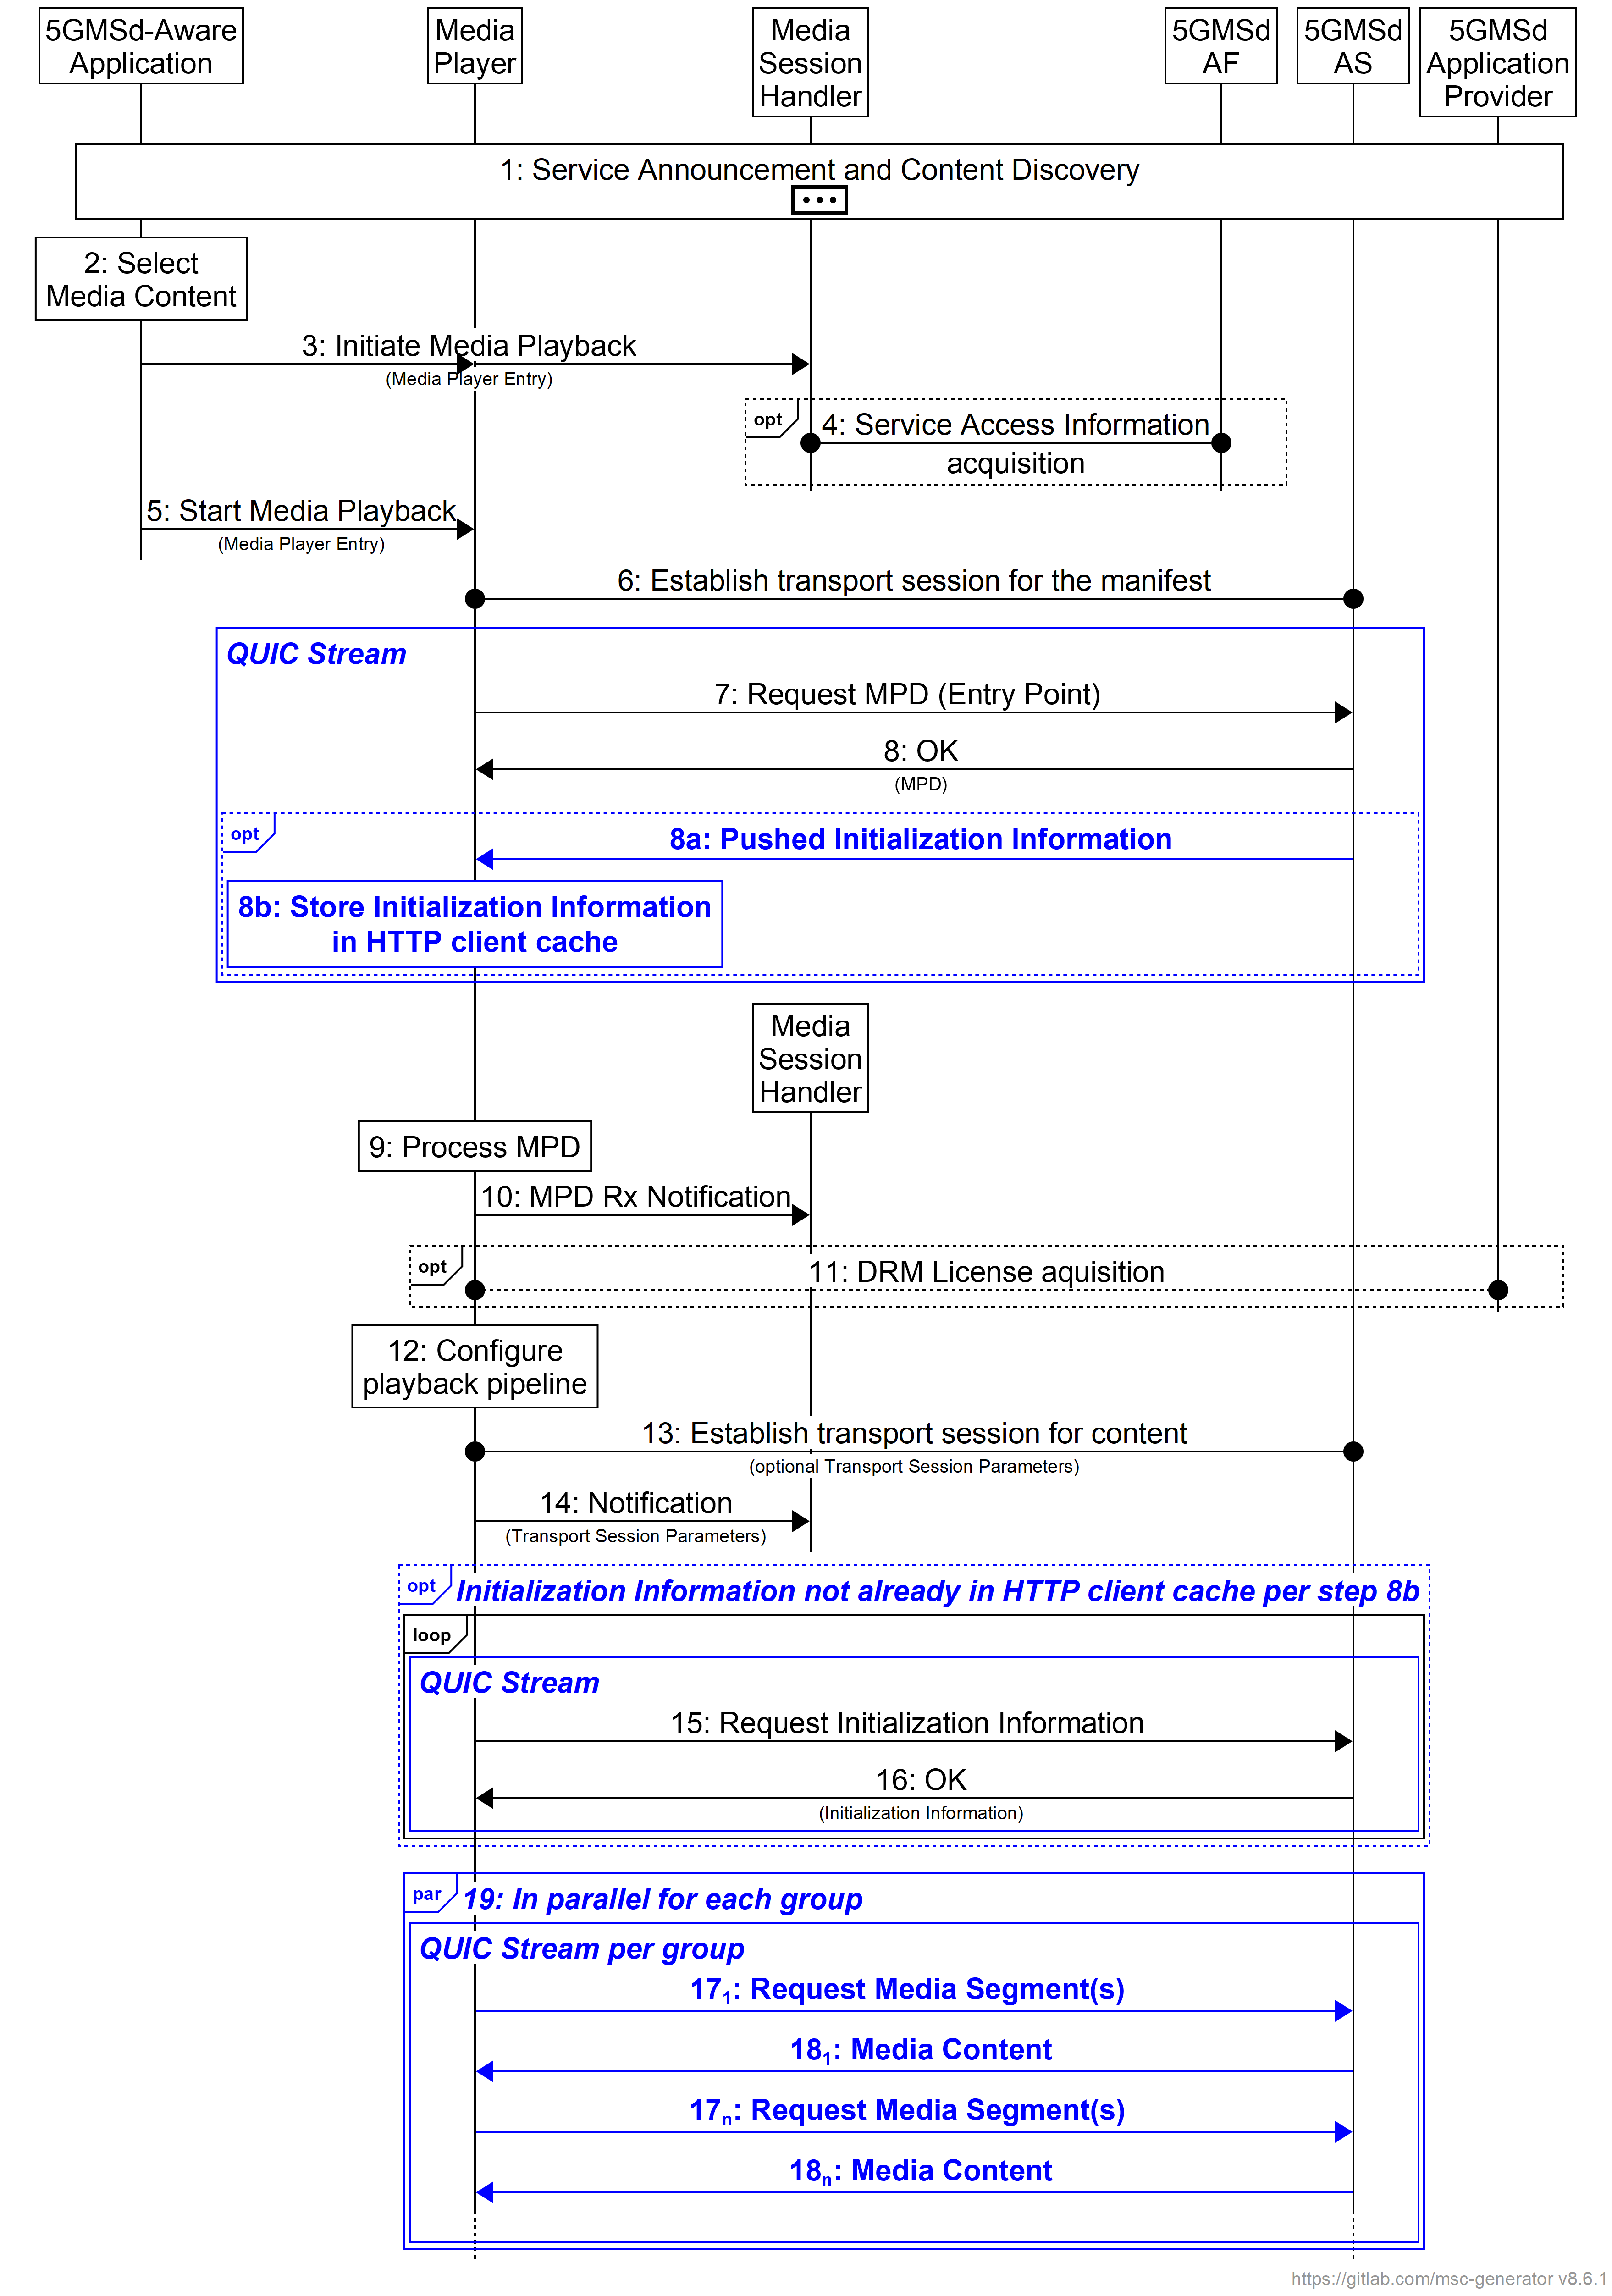 5GMSd-Aware
Application
Media
Player
Media
Session
Handler
5GMSd
AF
5GMSd
AS
5GMSd
Application
Provider
1: Service Announcement and Content Discovery
2: Select
Media Content
3: Initiate Media Playback
(Media Player Entry)
opt
4: Service Access Information
acquisition
5: Start Media Playback
(Media Player Entry)
6: Establish transport session for the manifest
QUIC Stream
7: Request MPD (Entry Point)
8: OK
(MPD)
opt
8a: Pushed Initialization Information
8b: Store Initialization Information
in HTTP client cache
Media
Session
Handler
9: Process MPD
10: MPD Rx Notification
opt
11: DRM License aquisition
12: Configure
playback pipeline
13: Establish transport session for content
(optional Transport Session Parameters)
14: Notification
(Transport Session Parameters)
opt Initialization Information not already in HTTP client cache per step 8b
loop
QUIC Stream
15: Request Initialization Information
16: OK
(Initialization Information)
par 19: In parallel for each group
QUIC Stream per group
17₁: Request Media Segment(s)
18₁: Media Content
17ₙ: Request Media Segment(s)
18ₙ: Media Content
https://gitlab.com/msc-generator v8.6.1